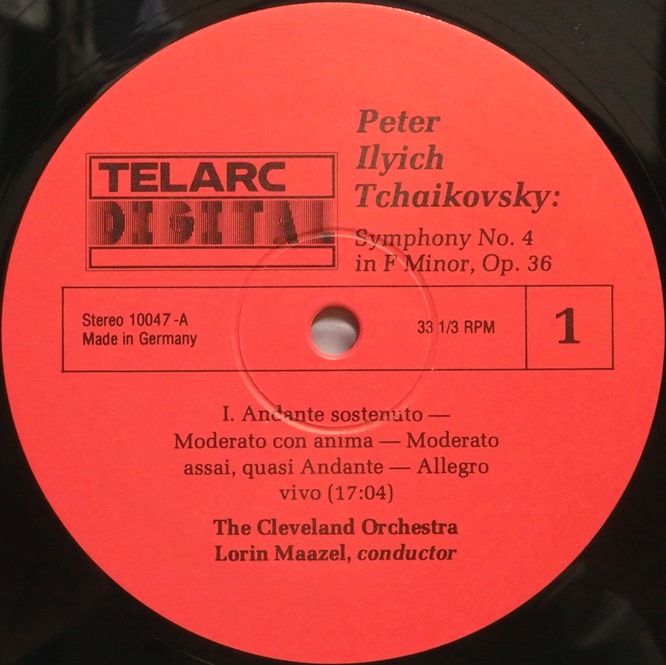 TELARC
DIGITAL
Peter
Ilyich
Tchaikovsky:
Symphony No. 4
in F Minor, Op. 36
Stereo 10047-A
Made in Germany
33 1/3 RPM
1
I. Andante sostenuto —
Moderato con anima — Moderato
assai, quasi Andante — Allegro
vivo (17:04)
The Cleveland Orchestra
Lorin Maazel, conductor